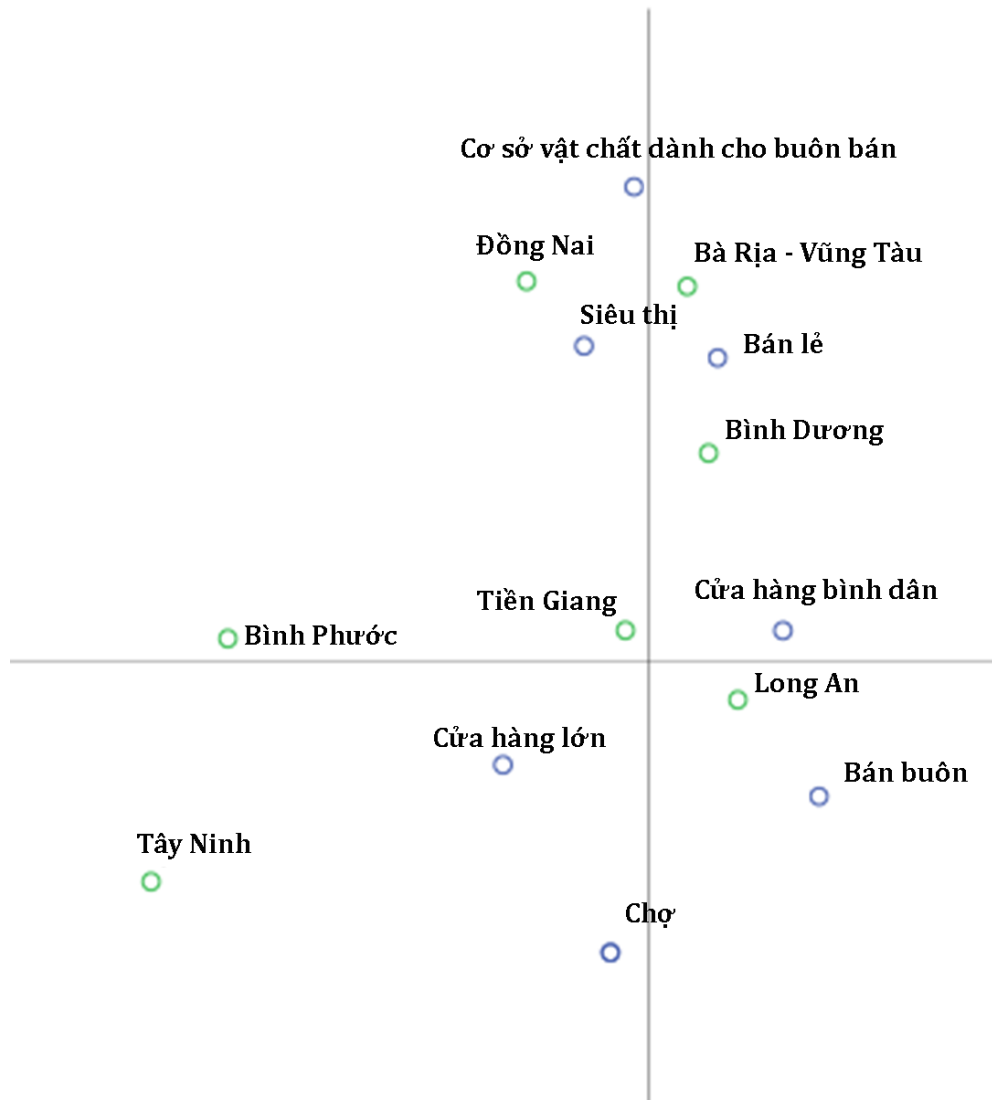 Cơ sở vật chất dành cho buôn bán
Đồng Nai
Bà Rịa - Vũng Tàu
Siêu thị
Bán lẻ
Bình Dương
Cửa hàng bình dân
Tiền Giang
Bình Phước
Long An
Cửa hàng lớn
Bán buôn
Tây Ninh
Chợ